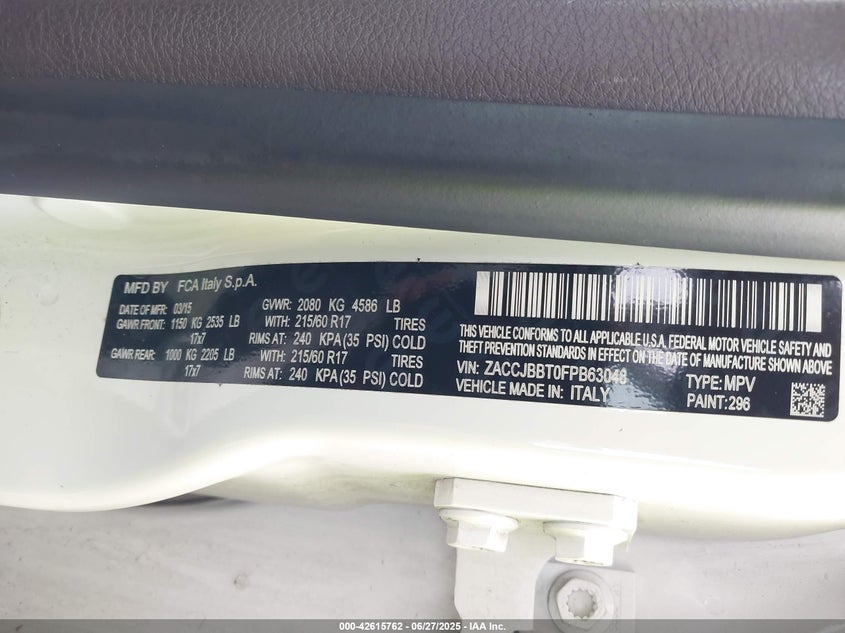 MFD BY FCA Italy S.p.A.
DATE OF MFR: 03/15 GVWR: 2080 KG 4586 LB
GAWR FRONT: 1150 KG 2535 LB WITH: 215/60 R17 TIRES
17x7 RIMS AT: 240 KPA(35 PSI) COLD
GAWR REAR: 1000 KG 2205 LB WITH: 215/60 R17 TIRES
17x7 RIMS AT: 240 KPA(35 PSI) COLD
THIS VEHICLE CONFORMS TO ALL APPLICABLE U.S.A. FEDERAL MOTOR VEHICLE SAFETY AND
THEFT PREVENTION STANDARDS IN EFFECT ON THE DATE OF MANUFACTURE SHOWN ABOVE
VIN: ZACCJBBT0FPB63048 TYPE: MPV
VEHICLE MADE IN: ITALY PAINT: 296
000-42615762 - 06/27/2025 - IAA Inc.